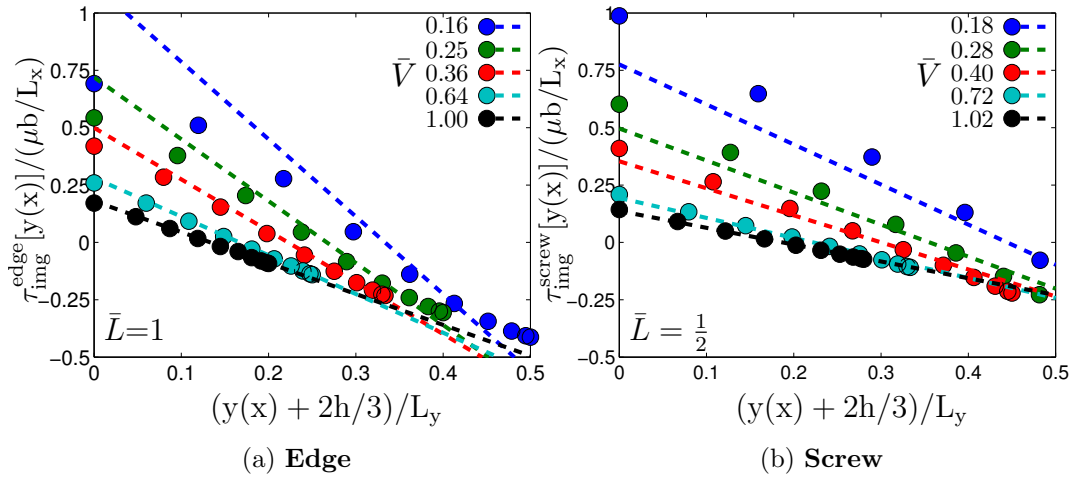 1
0.75
0.5
0.25
0
−0.25
−0.5
0 0.1 0.2 0.3 0.4 0.5
τ_img^edge[y(x)]/(μb/L_x)
(y(x) + 2h/3)/L_y
V̄
0.16
0.25
0.36
0.64
1.00
L̄=1
(a) Edge
1
0.75
0.5
0.25
0
−0.25
−0.5
0 0.1 0.2 0.3 0.4 0.5
τ_img^screw[y(x)]/(μb/L_x)
(y(x) + 2h/3)/L_y
V̄
0.18
0.28
0.40
0.72
1.02
L̄ = 1/2
(b) Screw